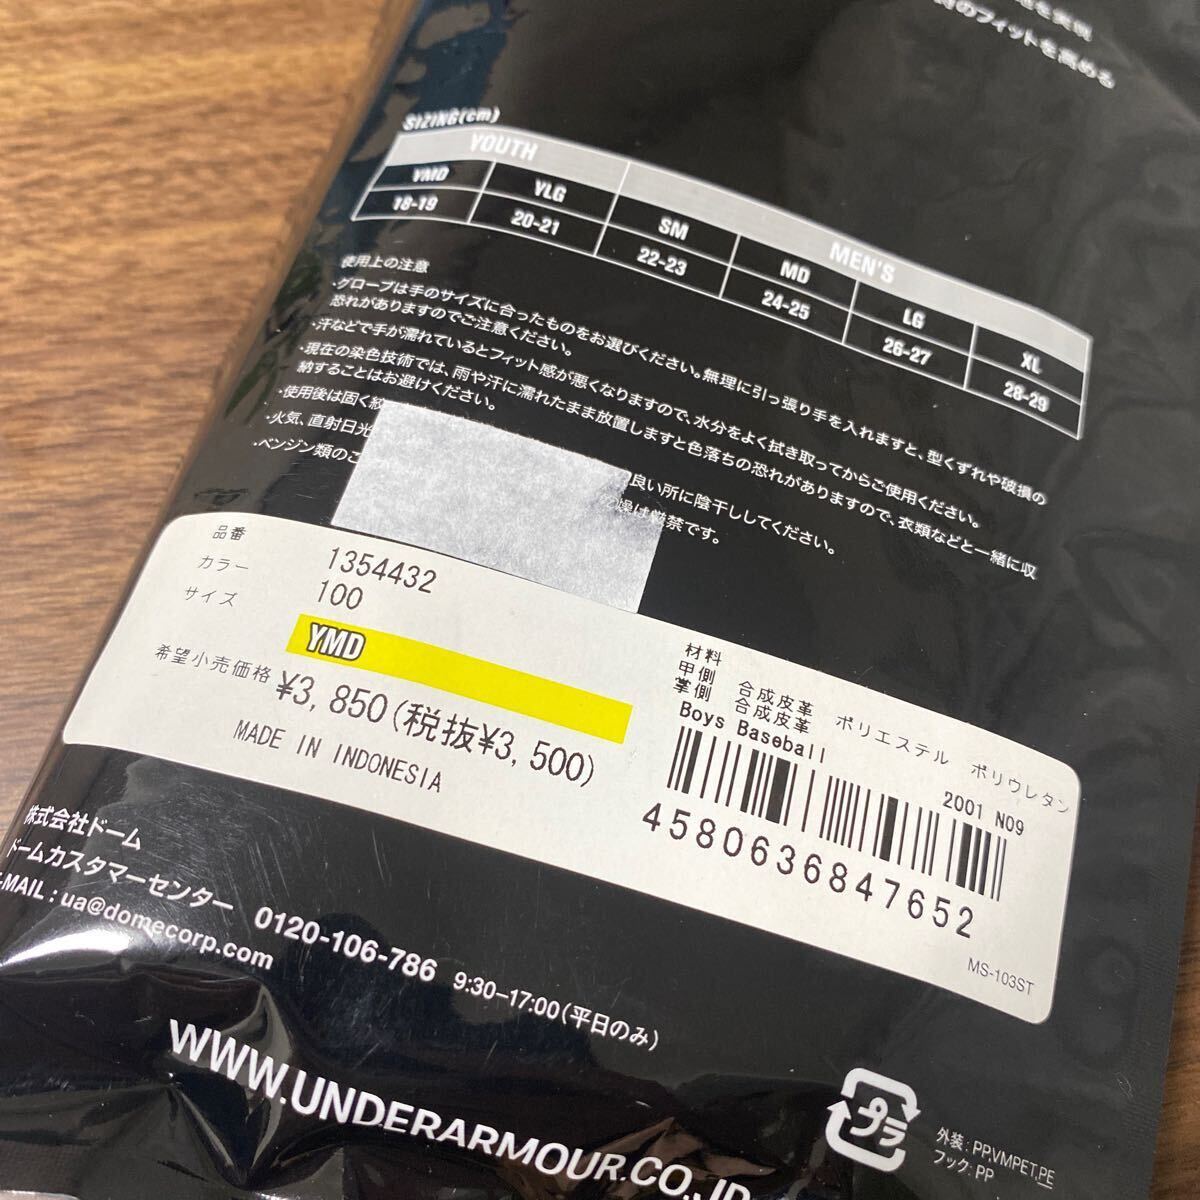 のフィットを高める
SIZING(cm)
YOUTH MEN'S
YMD YLG SM MD LG XL
18-19 20-21 22-23 24-25 26-27 28-29
使用上の注意
・グローブは手のサイズに合ったものをお選びください。無理に引っ張り手を入れますと、型くずれや破損の
恐れがありますのでご注意ください。
・汗などで手が濡れているとフィット感が悪くなりますので、水分をよく拭き取ってからご使用ください。
・現在の染色技術では、雨や汗に濡れたまま放置しますと色落ちの恐れがありますので、衣類などと一緒に収
納することはお避けください。
・使用後は固く絞 良い所に陰干ししてください。
・火気、直射日光 燥は厳禁です。
・ベンジン類のご
品番 1354432
カラー 100
サイズ YMD
希望小売価格 ¥3,850(税抜¥3,500)
MADE IN INDONESIA
材料
甲側 合成皮革 ポリエステル ポリウレタン
掌側 合成皮革
Boys Baseball
2001 N09
4580636847652
MS-103ST
株式会社ドーム
ドームカスタマーセンター 0120-106-786 9:30-17:00(平日のみ)
E-MAIL : ua@domecorp.com
WWW.UNDERARMOUR.CO.JP
プラ
外装 : PP,VMPET,PE
フック : PP